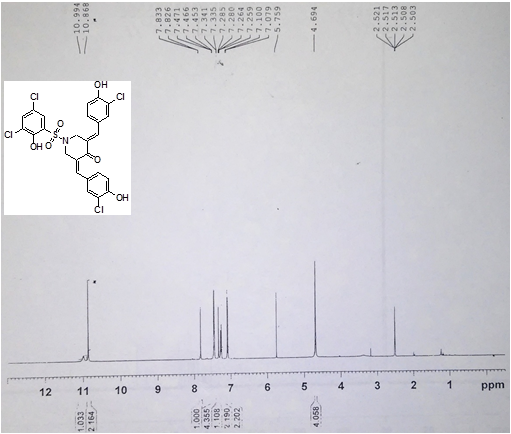 10.994
10.868
7.833
7.826
7.471
7.466
7.453
7.341
7.335
7.285
7.280
7.264
7.259
7.100
7.079
5.759
4.694
2.521
2.517
2.513
2.508
2.503
OH
Cl
Cl
O
S
N
O
Cl
OH
O
OH
Cl
12 11 10 9 8 7 6 5 4 3 2 1 ppm
1.033
2.164
1.000
4.355
1.108
2.190
2.202
4.058